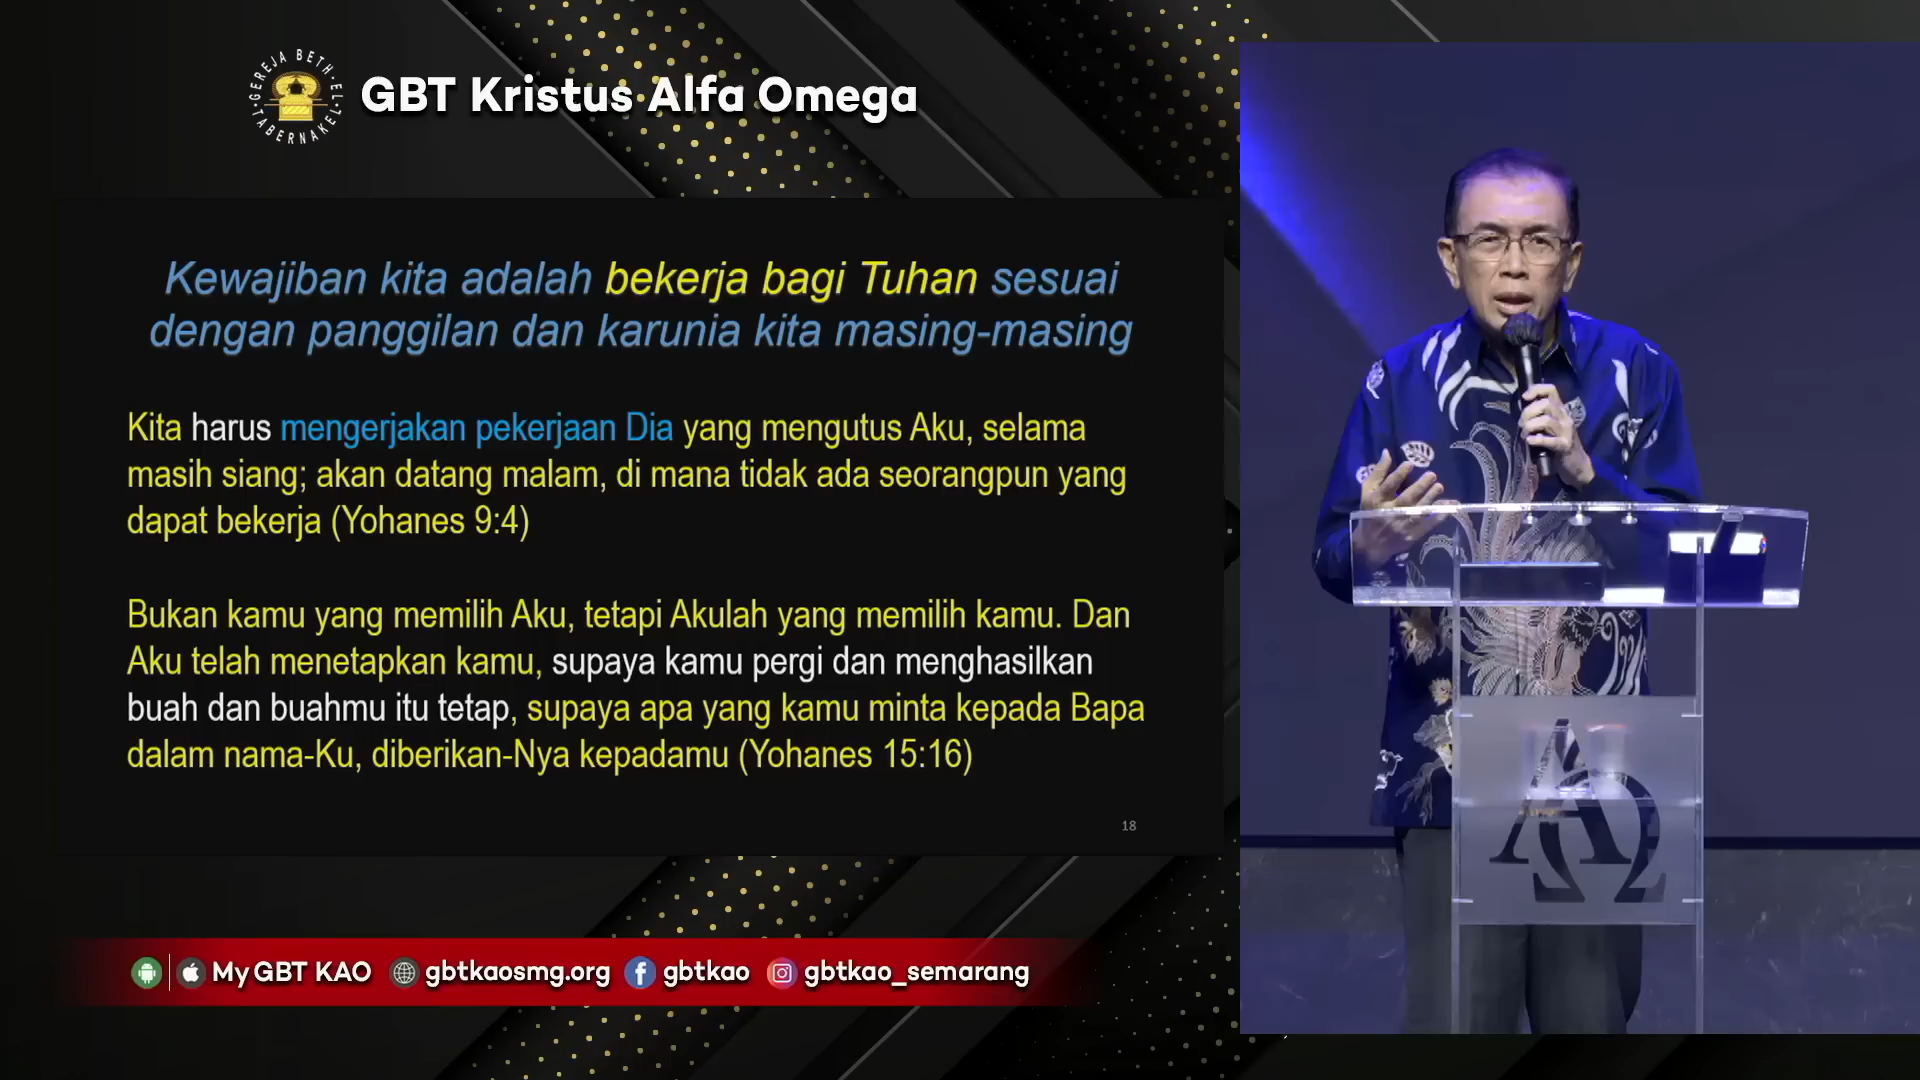 GEREJA BETH-EL
TABERNAKEL
GBT Kristus Alfa Omega
Kewajiban kita adalah bekerja bagi Tuhan sesuai
dengan panggilan dan karunia kita masing-masing
Kita harus mengerjakan pekerjaan Dia yang mengutus Aku, selama
masih siang; akan datang malam, di mana tidak ada seorangpun yang
dapat bekerja (Yohanes 9:4)
Bukan kamu yang memilih Aku, tetapi Akulah yang memilih kamu. Dan
Aku telah menetapkan kamu, supaya kamu pergi dan menghasilkan
buah dan buahmu itu tetap, supaya apa yang kamu minta kepada Bapa
dalam nama-Ku, diberikan-Nya kepadamu (Yohanes 15:16)
18
My GBT KAO gbtkaosmg.org gbtkao gbtkao_semarang
ΑΩ